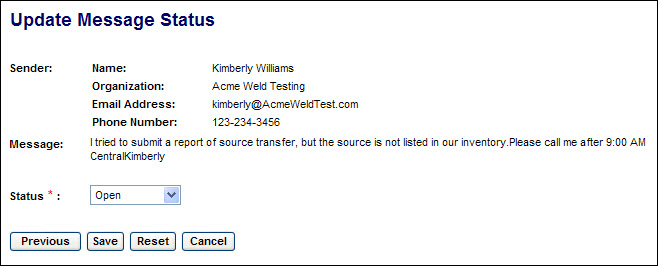 Update Message Status
Sender: Name: Kimberly Williams
Organization: Acme Weld Testing
Email Address: kimberly@AcmeWeldTest.com
Phone Number: 123-234-3456
Message: I tried to submit a report of source transfer, but the source is not listed in our inventory.Please call me after 9:00 AM
CentralKimberly
Status * : Open
Previous Save Reset Cancel